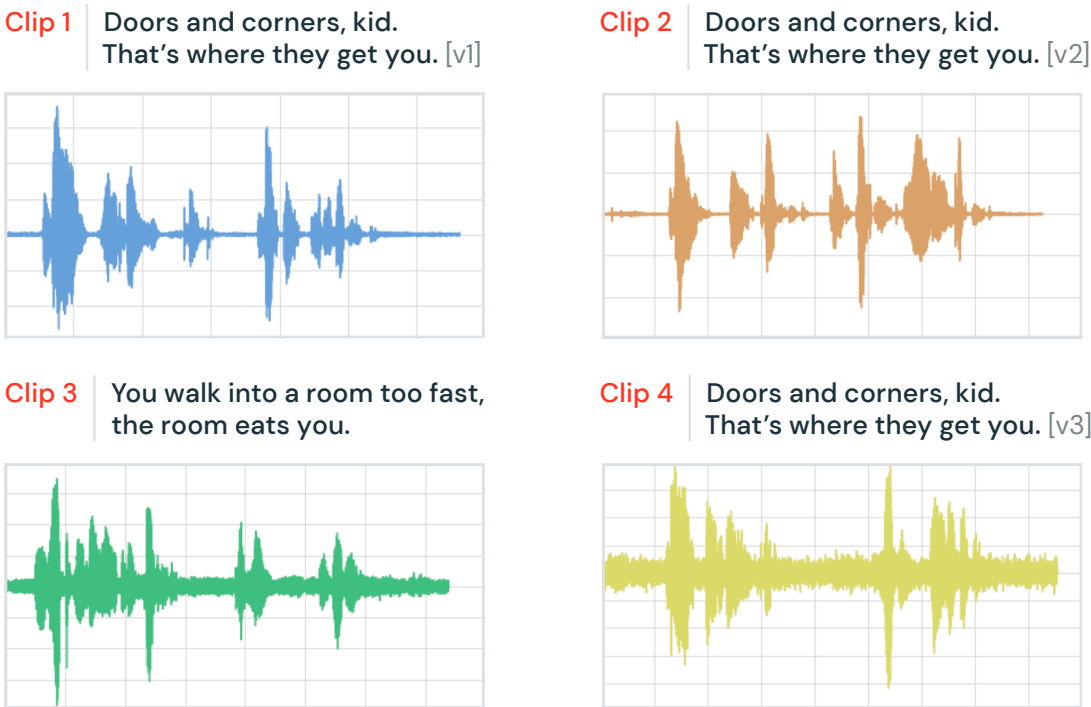 Clip 1
Doors and corners, kid.
That's where they get you. [v1]
Clip 2
Doors and corners, kid.
That's where they get you. [v2]
Clip 3
You walk into a room too fast,
the room eats you.
Clip 4
Doors and corners, kid.
That's where they get you. [v3]